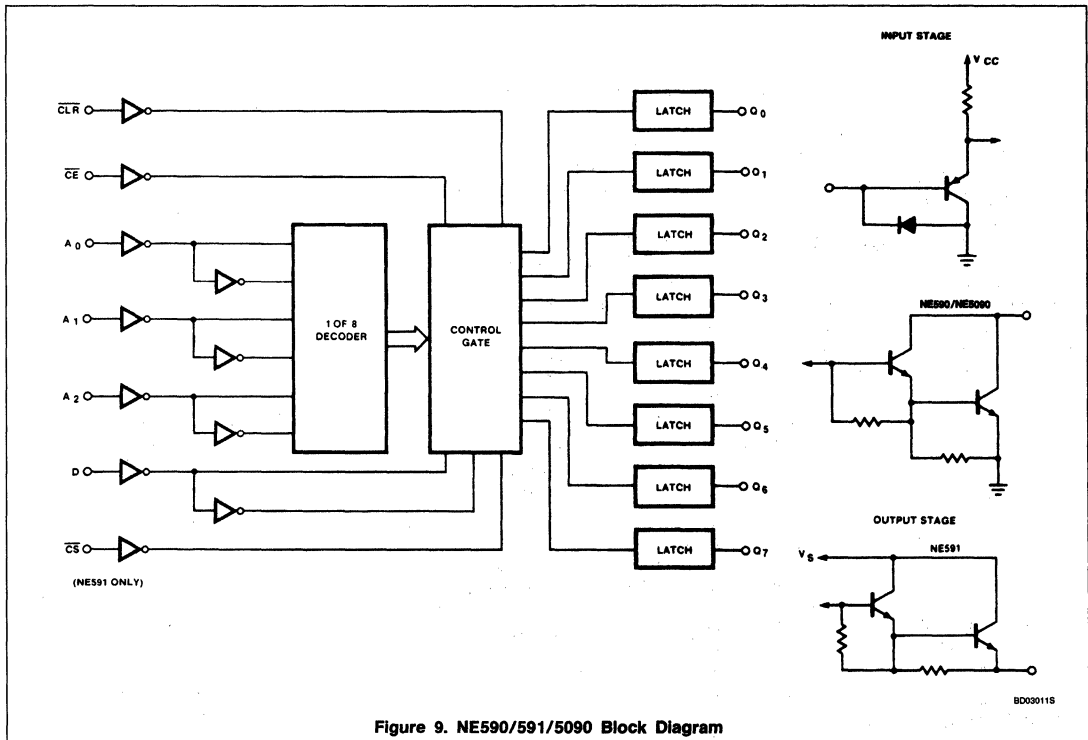 INPUT STAGE
V CC
CLR
CE
A 0
A 1
A 2
D
CS
(NE591 ONLY)
1 OF 8
DECODER
CONTROL
GATE
LATCH
Q 0
LATCH
Q 1
LATCH
Q 2
LATCH
Q 3
LATCH
Q 4
LATCH
Q 5
LATCH
Q 6
LATCH
Q 7
NE590/NE5090
OUTPUT STAGE
V S
NE591
BD03011S
Figure 9. NE590/591/5090 Block Diagram